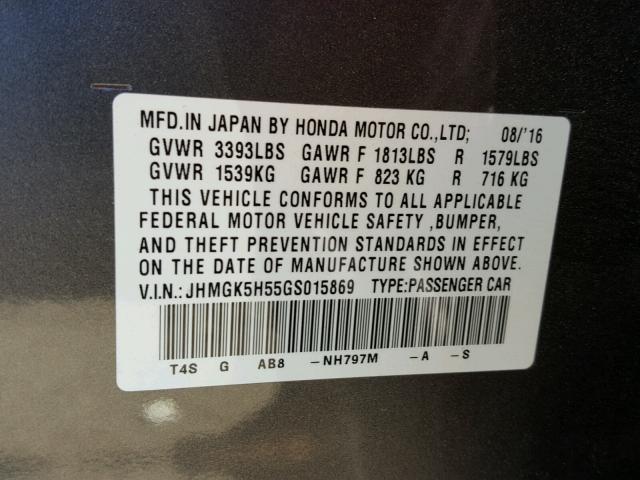 MFD.IN JAPAN BY HONDA MOTOR CO.,LTD; 08/'16
GVWR 3393LBS GAWR F 1813LBS R 1579LBS
GVWR 1539KG GAWR F 823 KG R 716 KG
THIS VEHICLE CONFORMS TO ALL APPLICABLE
FEDERAL MOTOR VEHICLE SAFETY ,BUMPER,
AND THEFT PREVENTION STANDARDS IN EFFECT
ON THE DATE OF MANUFACTURE SHOWN ABOVE.
V.I.N.:JHMGK5H55GS015869 TYPE:PASSENGER CAR
T4S G AB8 -NH797M -A -S